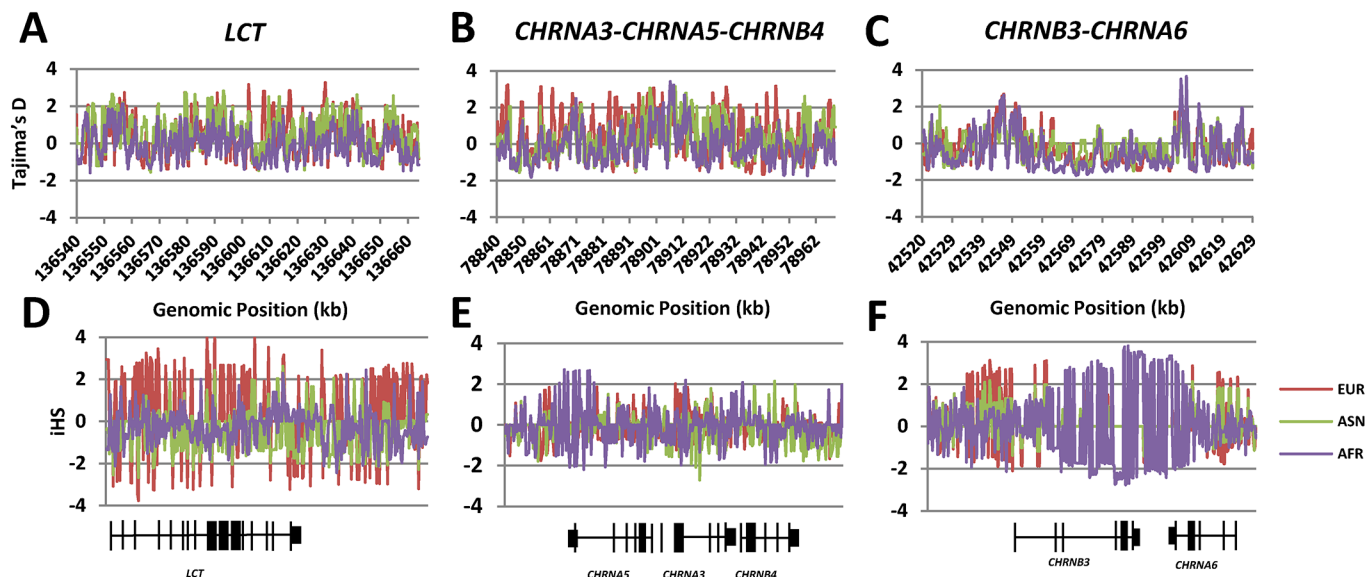 A
LCT
B
CHRNA3-CHRNA5-CHRNB4
C
CHRNB3-CHRNA6
Tajima's D
4
2
0
-2
-4
136540
136550
136560
136570
136580
136590
136600
136610
136620
136630
136640
136650
136660
Genomic Position (kb)
4
2
0
-2
-4
78840
78850
78861
78871
78881
78891
78901
78912
78922
78932
78942
78952
78962
Genomic Position (kb)
4
2
0
-2
-4
42520
42529
42539
42549
42559
42569
42579
42589
42599
42609
42619
42629
Genomic Position (kb)
D
iHS
4
2
0
-2
-4
LCT
E
4
2
0
-2
-4
CHRNA5
CHRNA3
CHRNB4
F
4
2
0
-2
-4
CHRNB3
CHRNA6
EUR
ASN
AFR